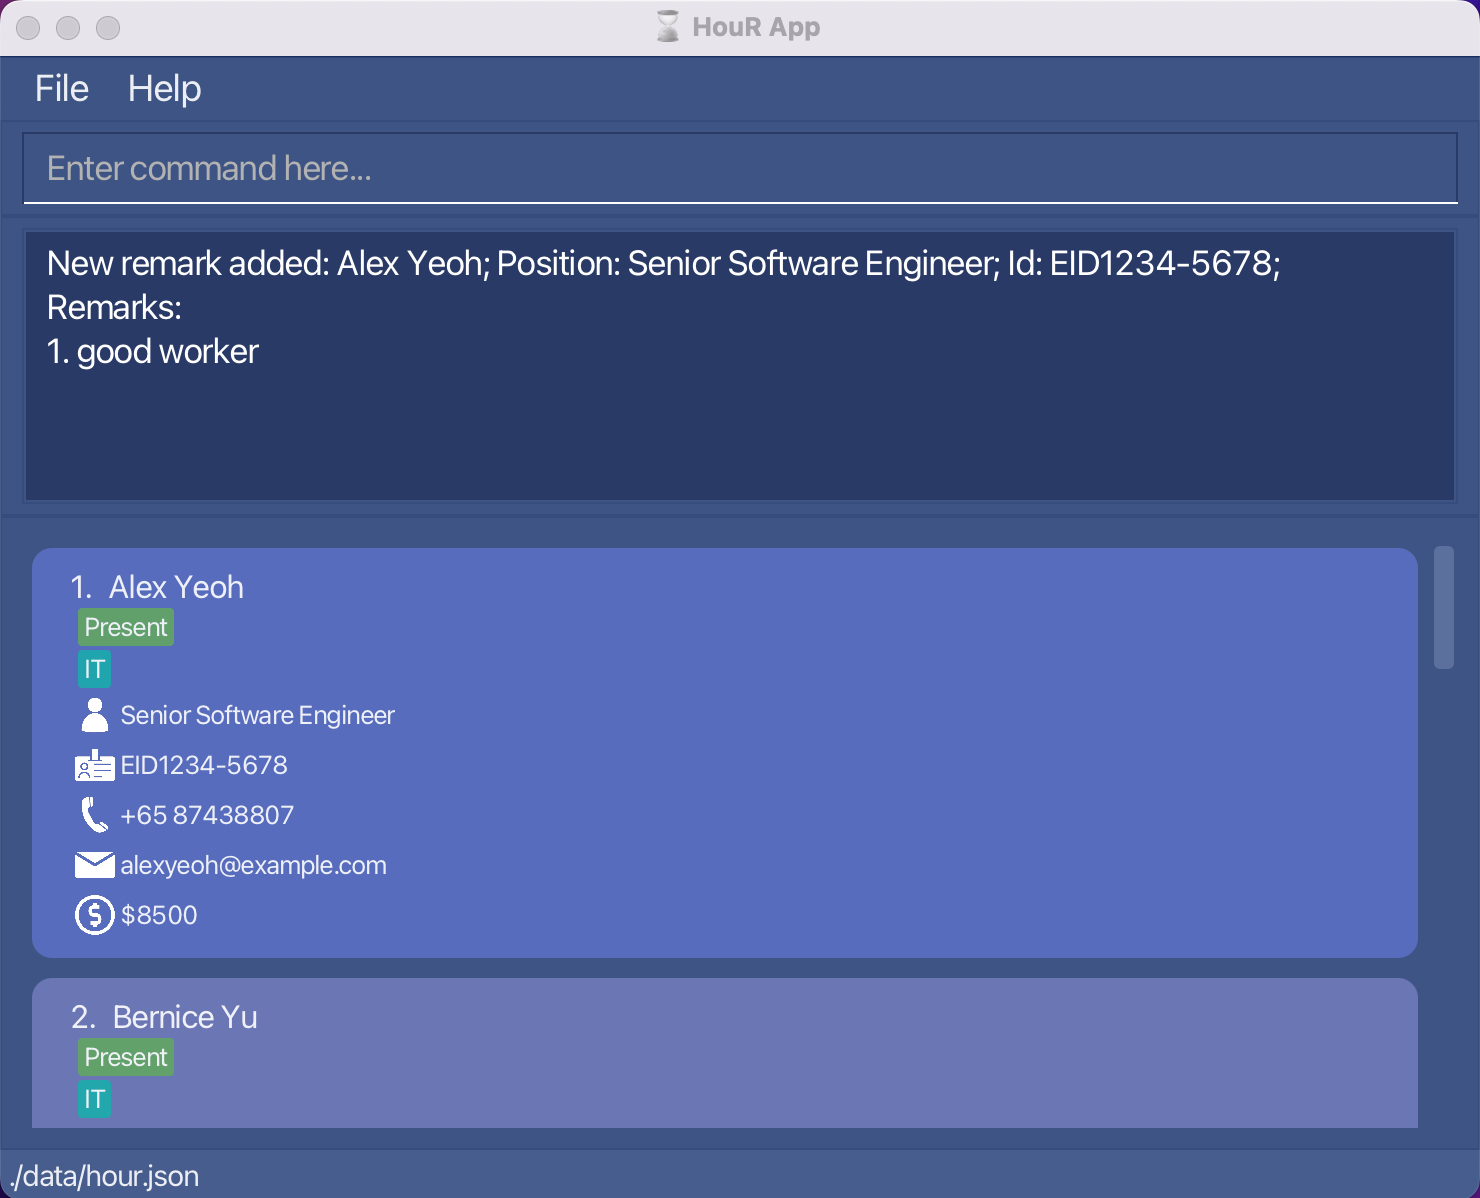 HouR App
File Help
Enter command here...
New remark added: Alex Yeoh; Position: Senior Software Engineer; Id: EID1234-5678;
Remarks:
1. good worker
1. Alex Yeoh
Present
IT
Senior Software Engineer
EID1234-5678
+65 87438807
alexyeoh@example.com
$8500
2. Bernice Yu
Present
IT
./data/hour.json